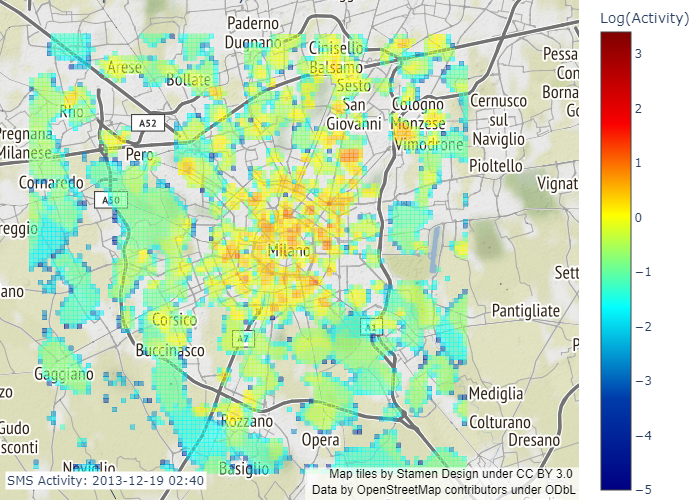 Log(Activity)
Paderno
Dugnano
Cinisello
Balsamo
Arese
Bollate
Sesto
San
Giovanni
Cologno
Monzese
Cernusco
sul
Naviglio
Pessa
Con
Borna
Go
Rho
A52
Pregnana
Milanese
Pero
Vimodrone
Pioltello
Cornaredo
A50
Vignat
reggio
Milano
Sett
ano
Pantigliate
Corsico
A1
A7
Buccinasco
P
Gaggiano
Mediglia
zo
Rozzano
Colturano
Gudo
sconti
Opera
Dresano
Noviglio
Basiglio
SMS Activity: 2013-12-19 02:40
Map tiles by Stamen Design under CC BY 3.0
Data by OpenStreetMap contributors under ODbL
3
2
1
0
−1
−2
−3
−4
−5